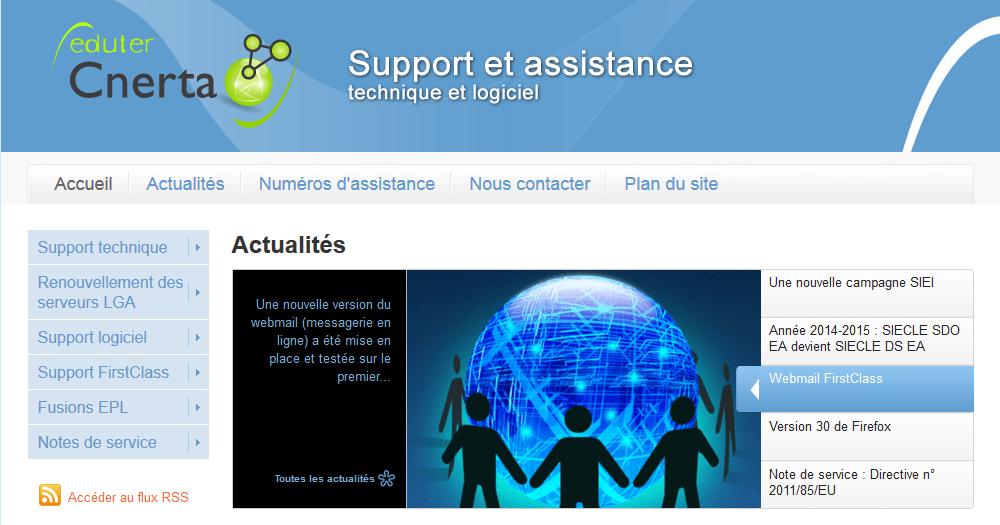 eduter
Cnerta
Support et assistance
technique et logiciel
Accueil
Actualités
Numéros d'assistance
Nous contacter
Plan du site
Support technique
Renouvellement des
serveurs LGA
Support logiciel
Support FirstClass
Fusions EPL
Notes de service
Accéder au flux RSS
Actualités
Une nouvelle version du
webmail (messagerie en
ligne) a été mise en
place et testée sur le
premier...
Toutes les actualités
Une nouvelle campagne SIEI
Année 2014-2015 : SIECLE SDO
EA devient SIECLE DS EA
Webmail FirstClass
Version 30 de Firefox
Note de service : Directive n°
2011/85/EU